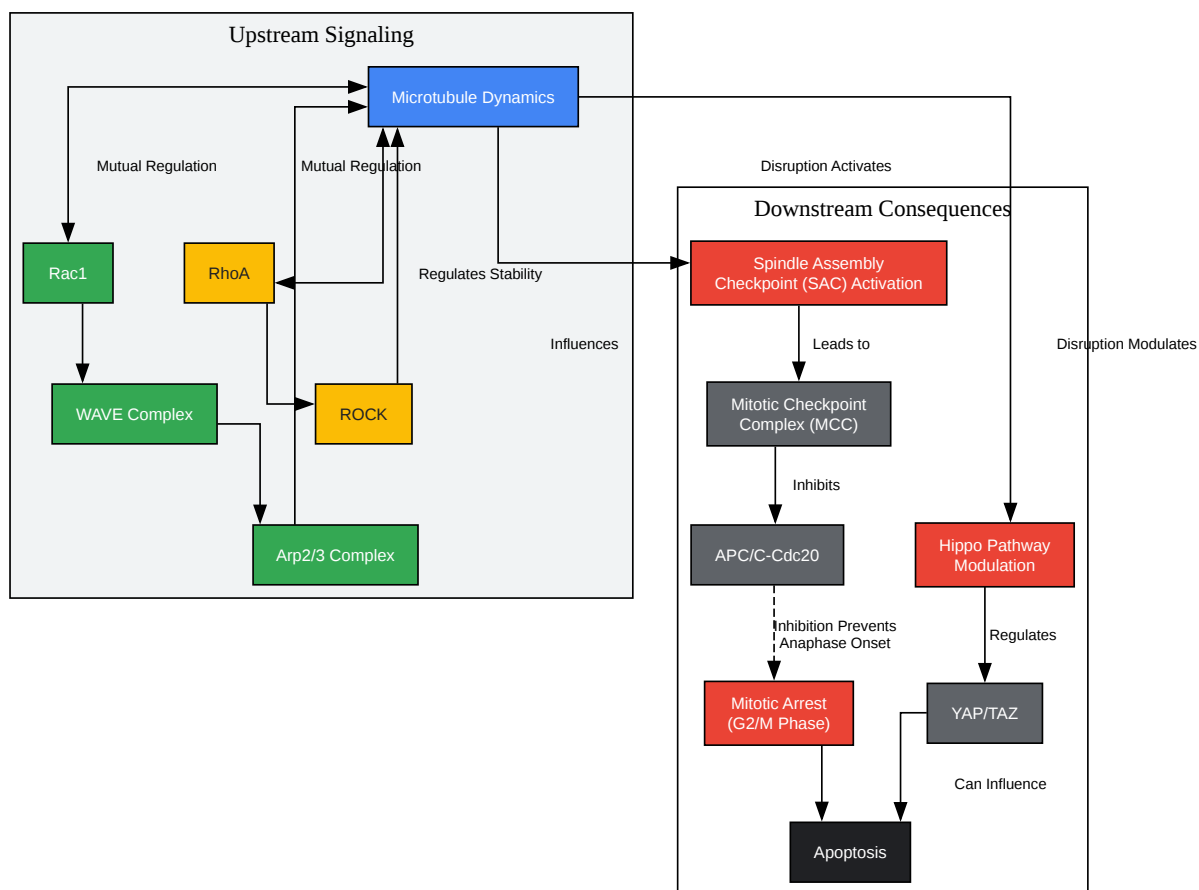 Upstream Signaling
Microtubule Dynamics
Mutual Regulation
Mutual Regulation
Disruption Activates
Downstream Consequences
Rac1
RhoA
Regulates Stability
Spindle Assembly
Checkpoint (SAC) Activation
Influences
Leads to
Disruption Modulates
WAVE Complex
ROCK
Mitotic Checkpoint
Complex (MCC)
Inhibits
Arp2/3 Complex
APC/C-Cdc20
Hippo Pathway
Modulation
Inhibition Prevents
Anaphase Onset
Regulates
Mitotic Arrest
(G2/M Phase)
YAP/TAZ
Can Influence
Apoptosis